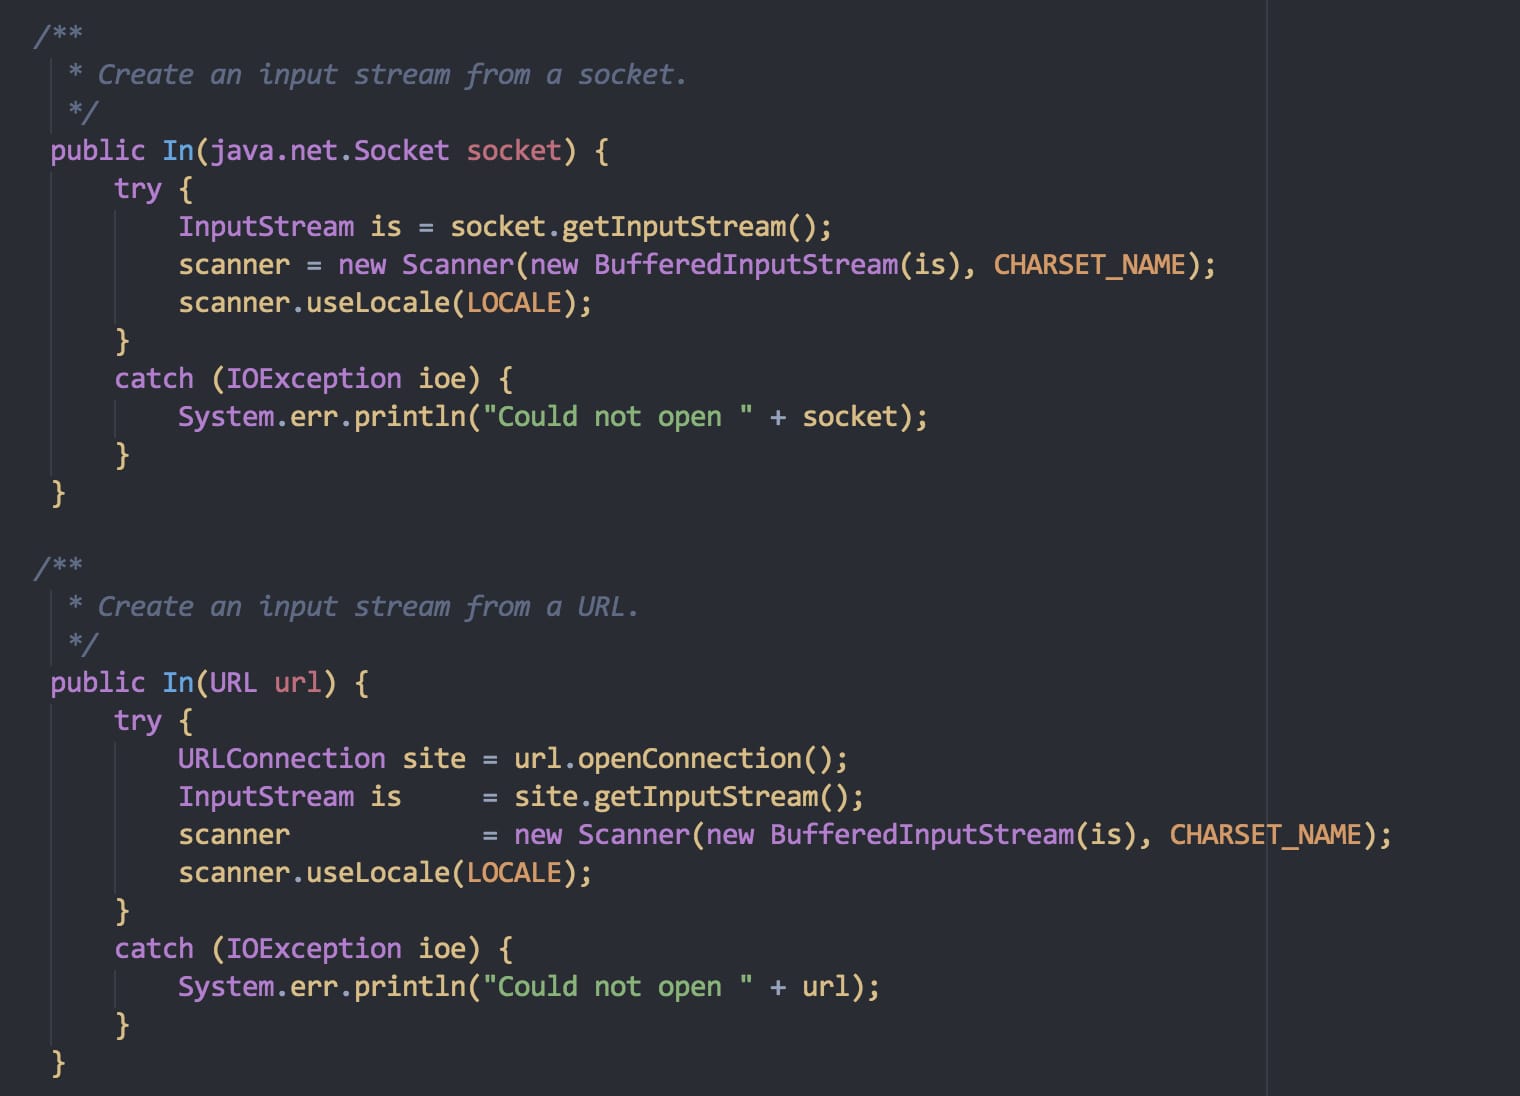 /**
 * Create an input stream from a socket.
 */
public In(java.net.Socket socket) {
    try {
        InputStream is = socket.getInputStream();
        scanner = new Scanner(new BufferedInputStream(is), CHARSET_NAME);
        scanner.useLocale(LOCALE);
    }
    catch (IOException ioe) {
        System.err.println("Could not open " + socket);
    }
}

/**
 * Create an input stream from a URL.
 */
public In(URL url) {
    try {
        URLConnection site = url.openConnection();
        InputStream is     = site.getInputStream();
        scanner            = new Scanner(new BufferedInputStream(is), CHARSET_NAME);
        scanner.useLocale(LOCALE);
    }
    catch (IOException ioe) {
        System.err.println("Could not open " + url);
    }
}